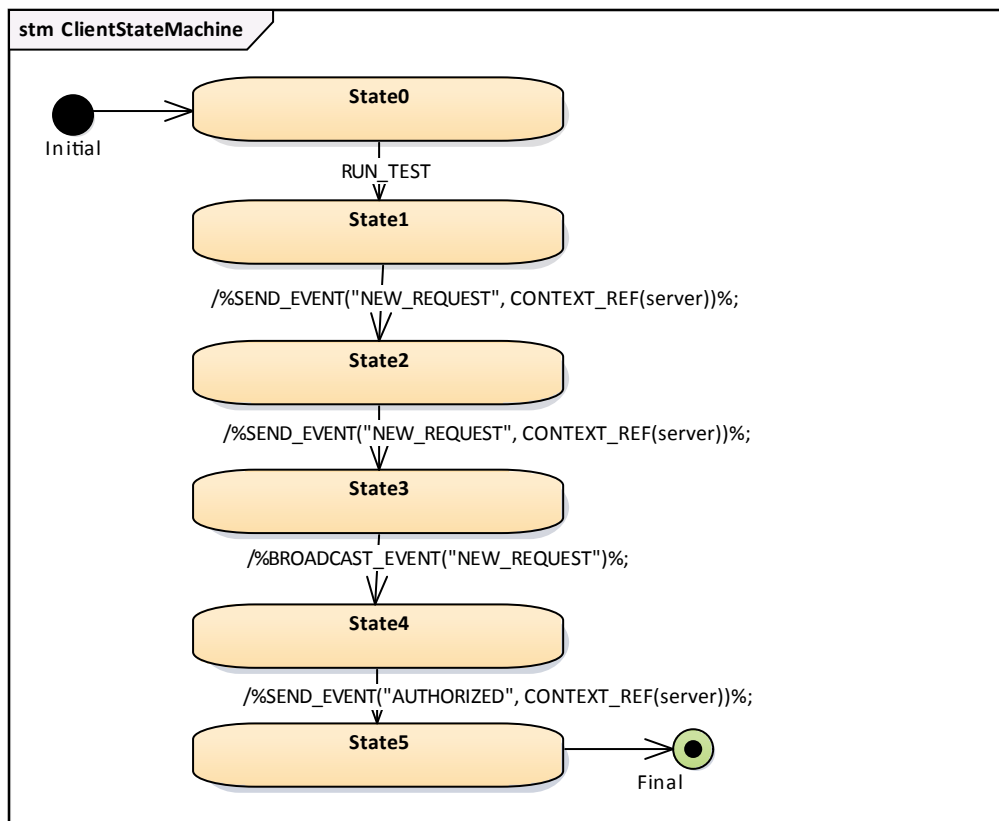 stm ClientStateMachine
State0
Initial
RUN_TEST
State1
/%SEND_EVENT("NEW_REQUEST", CONTEXT_REF(server))%;
State2
/%SEND_EVENT("NEW_REQUEST", CONTEXT_REF(server))%;
State3
/%BROADCAST_EVENT("NEW_REQUEST")%;
State4
/%SEND_EVENT("AUTHORIZED", CONTEXT_REF(server))%;
State5
Final